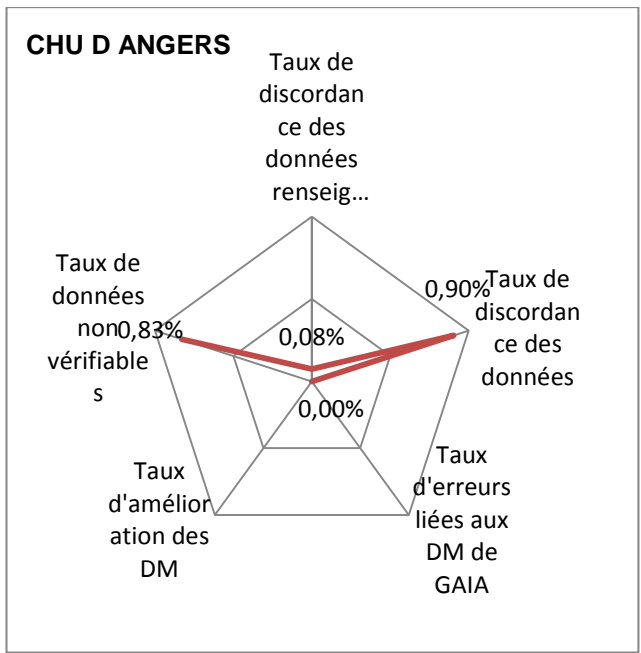 CHU D ANGERS
Taux de
discordan
ce des
données
renseig...
0,90%
Taux de
discordan
ce des
données
Taux de
données
non
vérifiable
s
0,83%
0,08%
0,00%
Taux
d'erreurs
liées aux
DM de
GAIA
Taux
d'amélior
ation des
DM